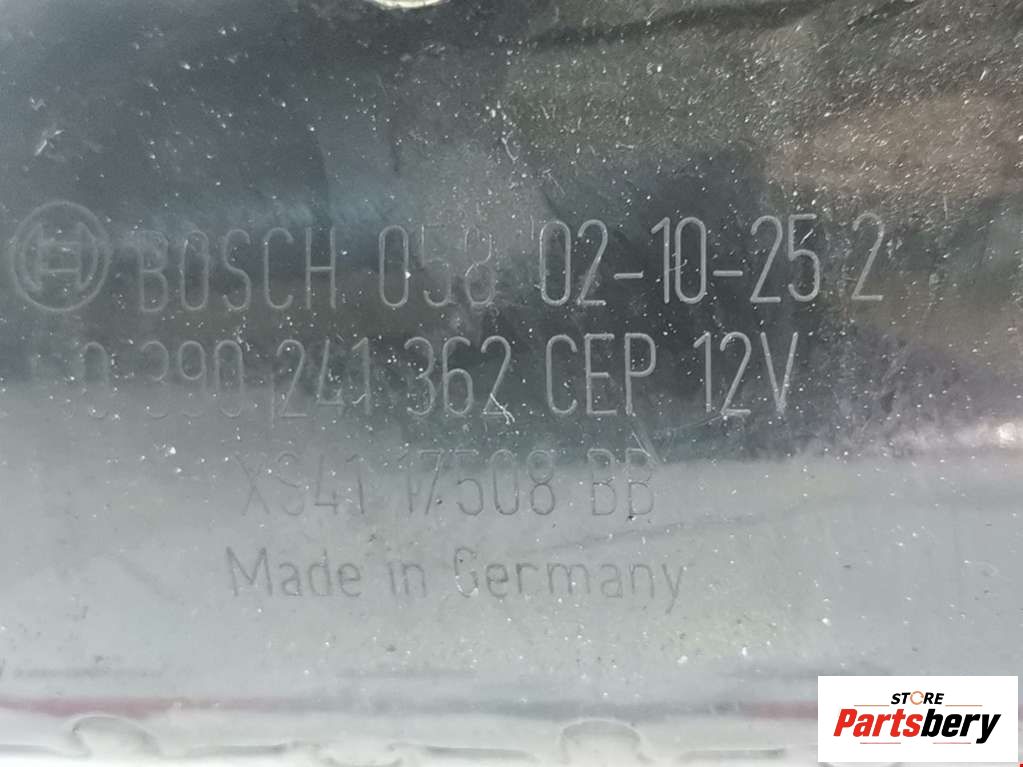 BOSCH 058 02-10-25 2
0 390 241 362 CEP 12V
XS41 17508 BB
Made in Germany
STORE
Partsbery